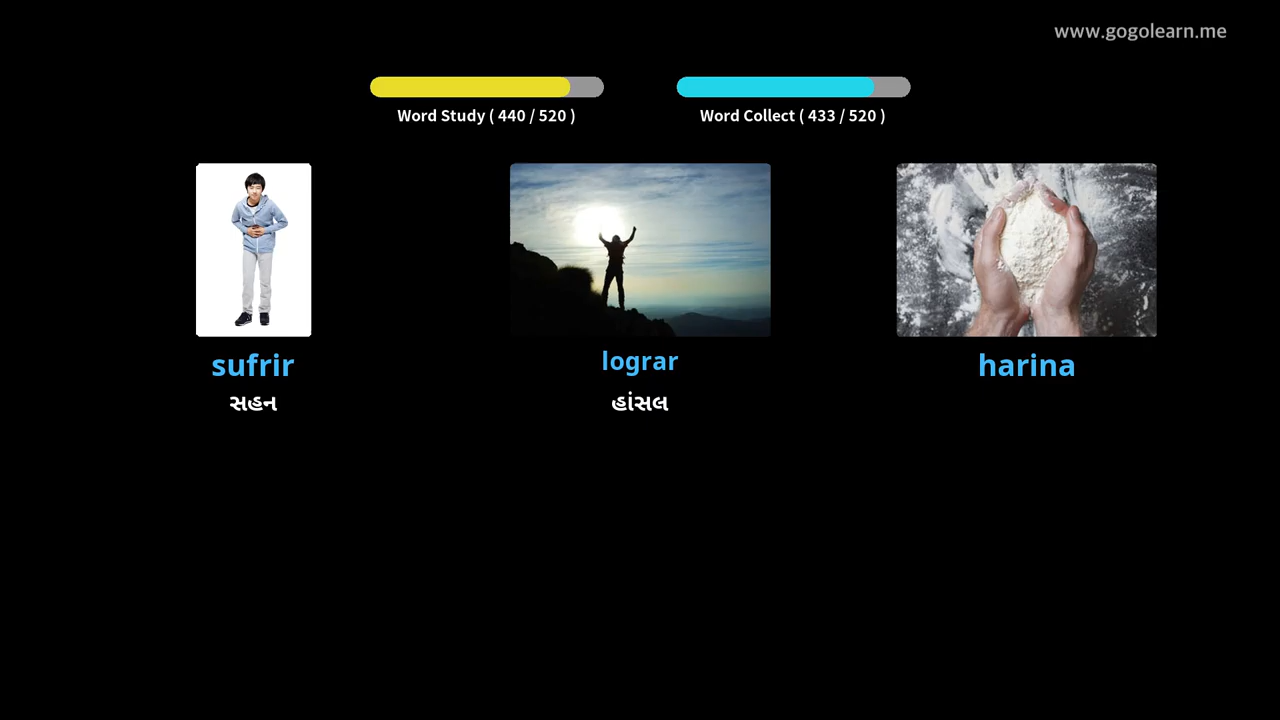 www.gogolearn.me
Word Study ( 440 / 520 )
Word Collect ( 433 / 520 )
sufrir
lograr
harina
સહન
હાંસલ